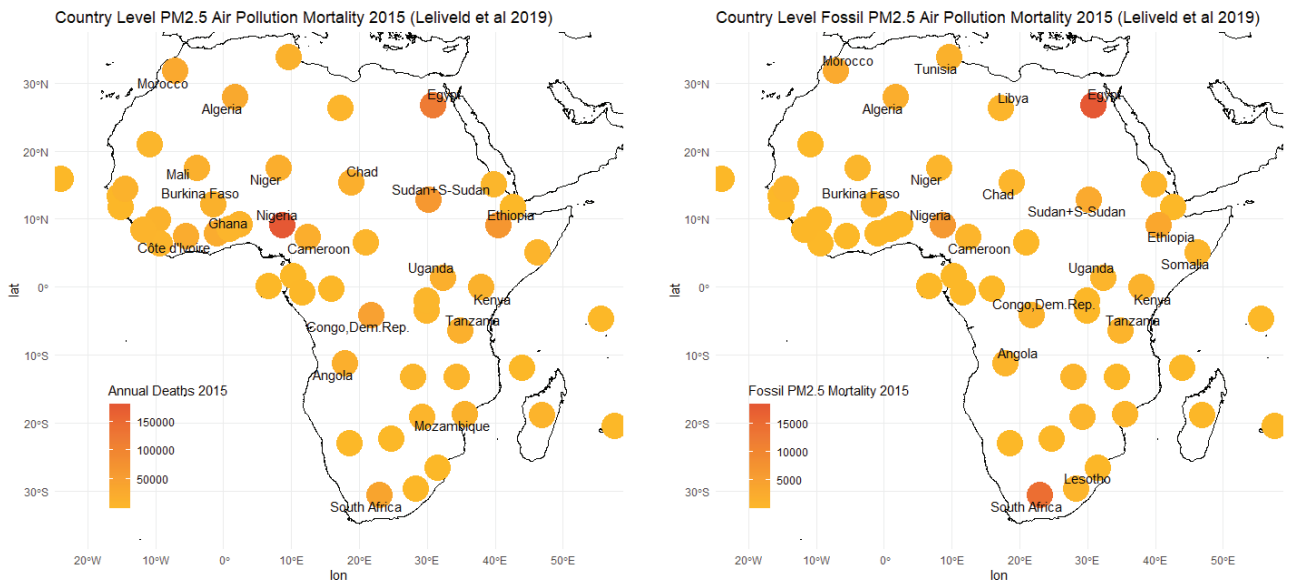 Country Level PM2.5 Air Pollution Mortality 2015 (Leliveld et al 2019)
Morocco
Algeria
Egypt
Mali
Niger
Chad
Burkina Faso
Sudan+S-Sudan
Nigeria
Ghana
Ethiopia
Côte d'Ivoire
Cameroon
Uganda
Kenya
Congo,Dem.Rep.
Tanzania
Angola
Mozambique
South Africa
Annual Deaths 2015
150000
100000
50000
30°N
20°N
10°N
0°
10°S
20°S
30°S
lat
20°W
10°W
0°
10°E
20°E
30°E
40°E
50°E
lon
Country Level Fossil PM2.5 Air Pollution Mortality 2015 (Leliveld et al 2019)
Morocco
Tunisia
Algeria
Libya
Egypt
Burkina Faso
Niger
Chad
Sudan+S-Sudan
Nigeria
Ethiopia
Cameroon
Somalia
Uganda
Kenya
Congo,Dem.Rep.
Tanzania
Angola
Lesotho
South Africa
Fossil PM2.5 Mortality 2015
15000
10000
5000
30°N
20°N
10°N
0°
10°S
20°S
30°S
lat
20°W
10°W
0°
10°E
20°E
30°E
40°E
50°E
lon